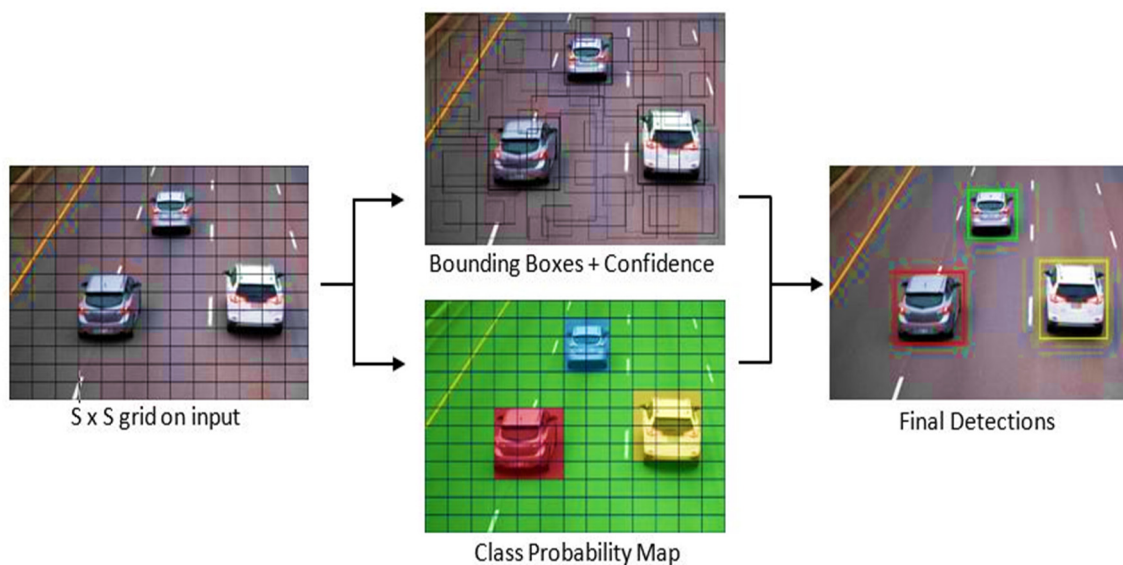 S x S grid on input
Bounding Boxes + Confidence
Class Probability Map
Final Detections